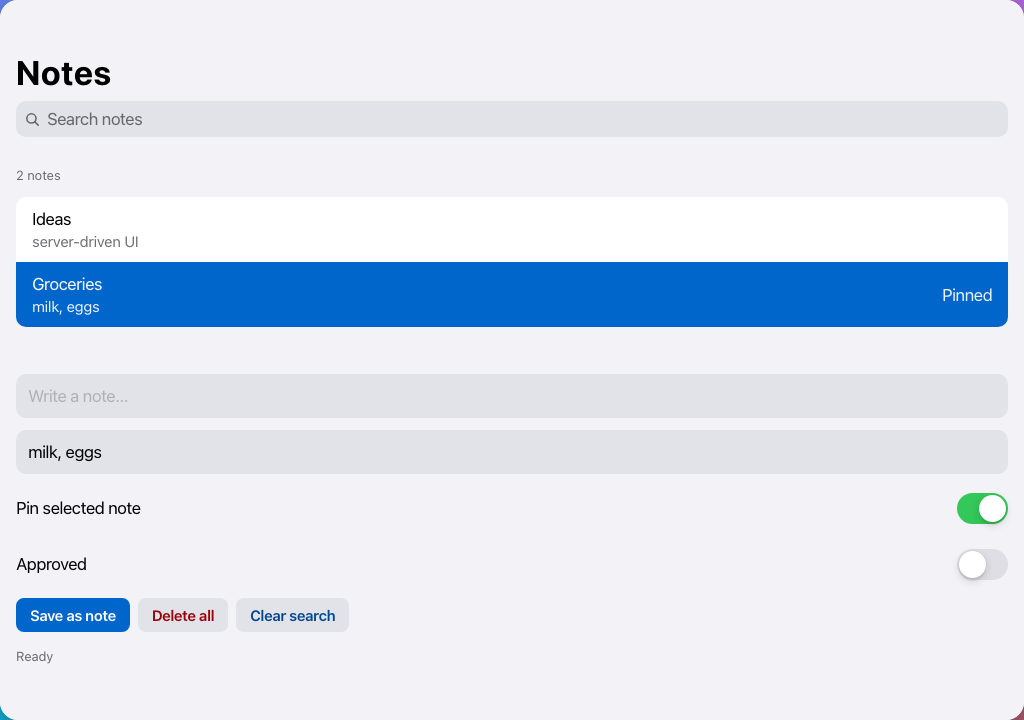 Notes
Search notes
2 notes
Ideas
server-driven UI
Groceries
milk, eggs
Pinned
Write a note...
milk, eggs
Pin selected note
Approved
Save as note
Delete all
Clear search
Ready